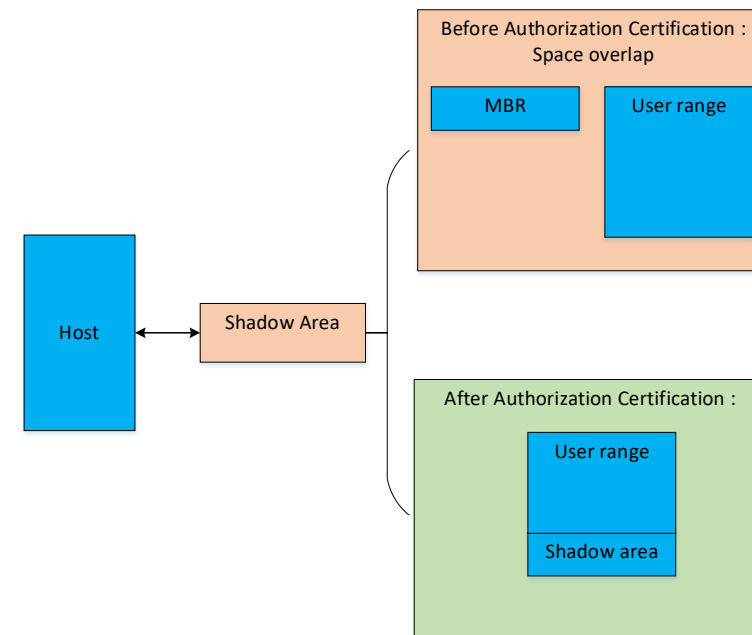 Before Authorization Certification :
Space overlap
MBR
User range
Host
Shadow Area
After Authorization Certification :
User range
Shadow area